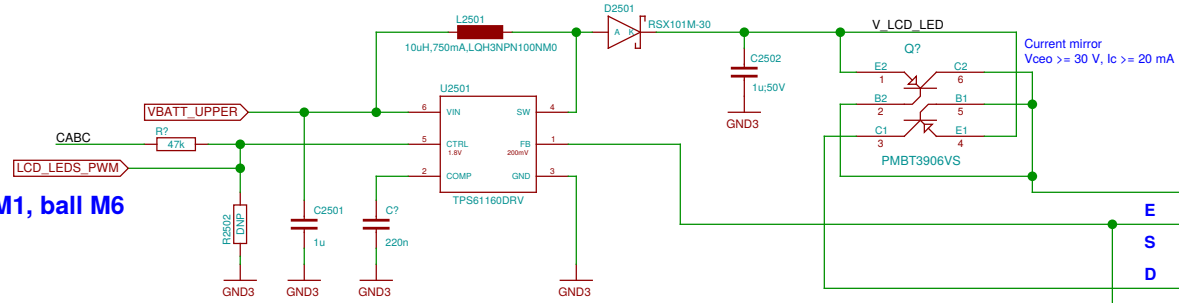 D2501
L2501
RSX101M-30
10uH,750mA,LQH3NPN100NM0
V_LCD_LED
Current mirror
Vceo >= 30 V, Ic >= 20 mA
Q?
C2502
1u;50V
GND3
E2
1
C2
6
B2
2
B1
5
C1
3
E1
4
PMBT3906VS
U2501
VBATT_UPPER
6
VIN
SW
4
CABC
R?
47k
5
CTRL
1.8V
FB
200mV
1
LCD_LEDS_PWM
2
COMP
GND
3
TPS61160DRV
M1, ball M6
R2502
DNP
C2501
1u
C?
220n
GND3
GND3
GND3
GND3
A
K
E
S
D